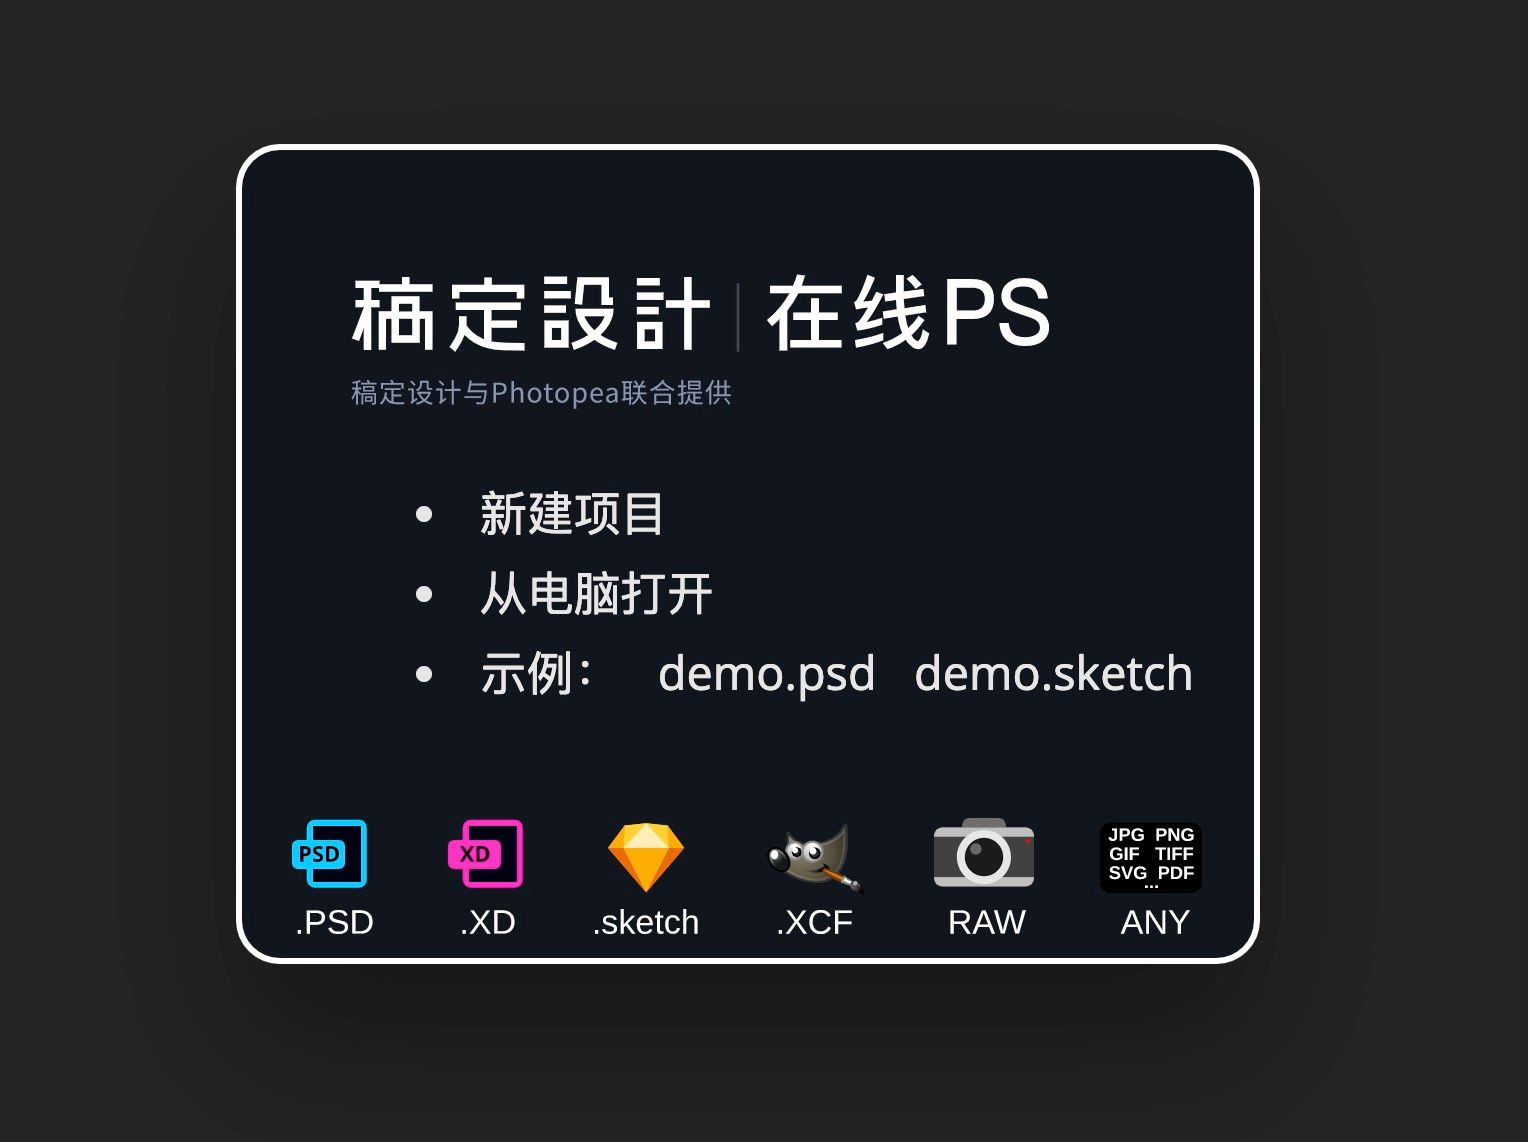 稿定設計 | 在线PS
稿定设计与Photopea联合提供
新建项目
从电脑打开
示例： demo.psd demo.sketch
PSD
XD
JPG PNG
GIF TIFF
SVG PDF
...
.PSD .XD .sketch .XCF RAW ANY